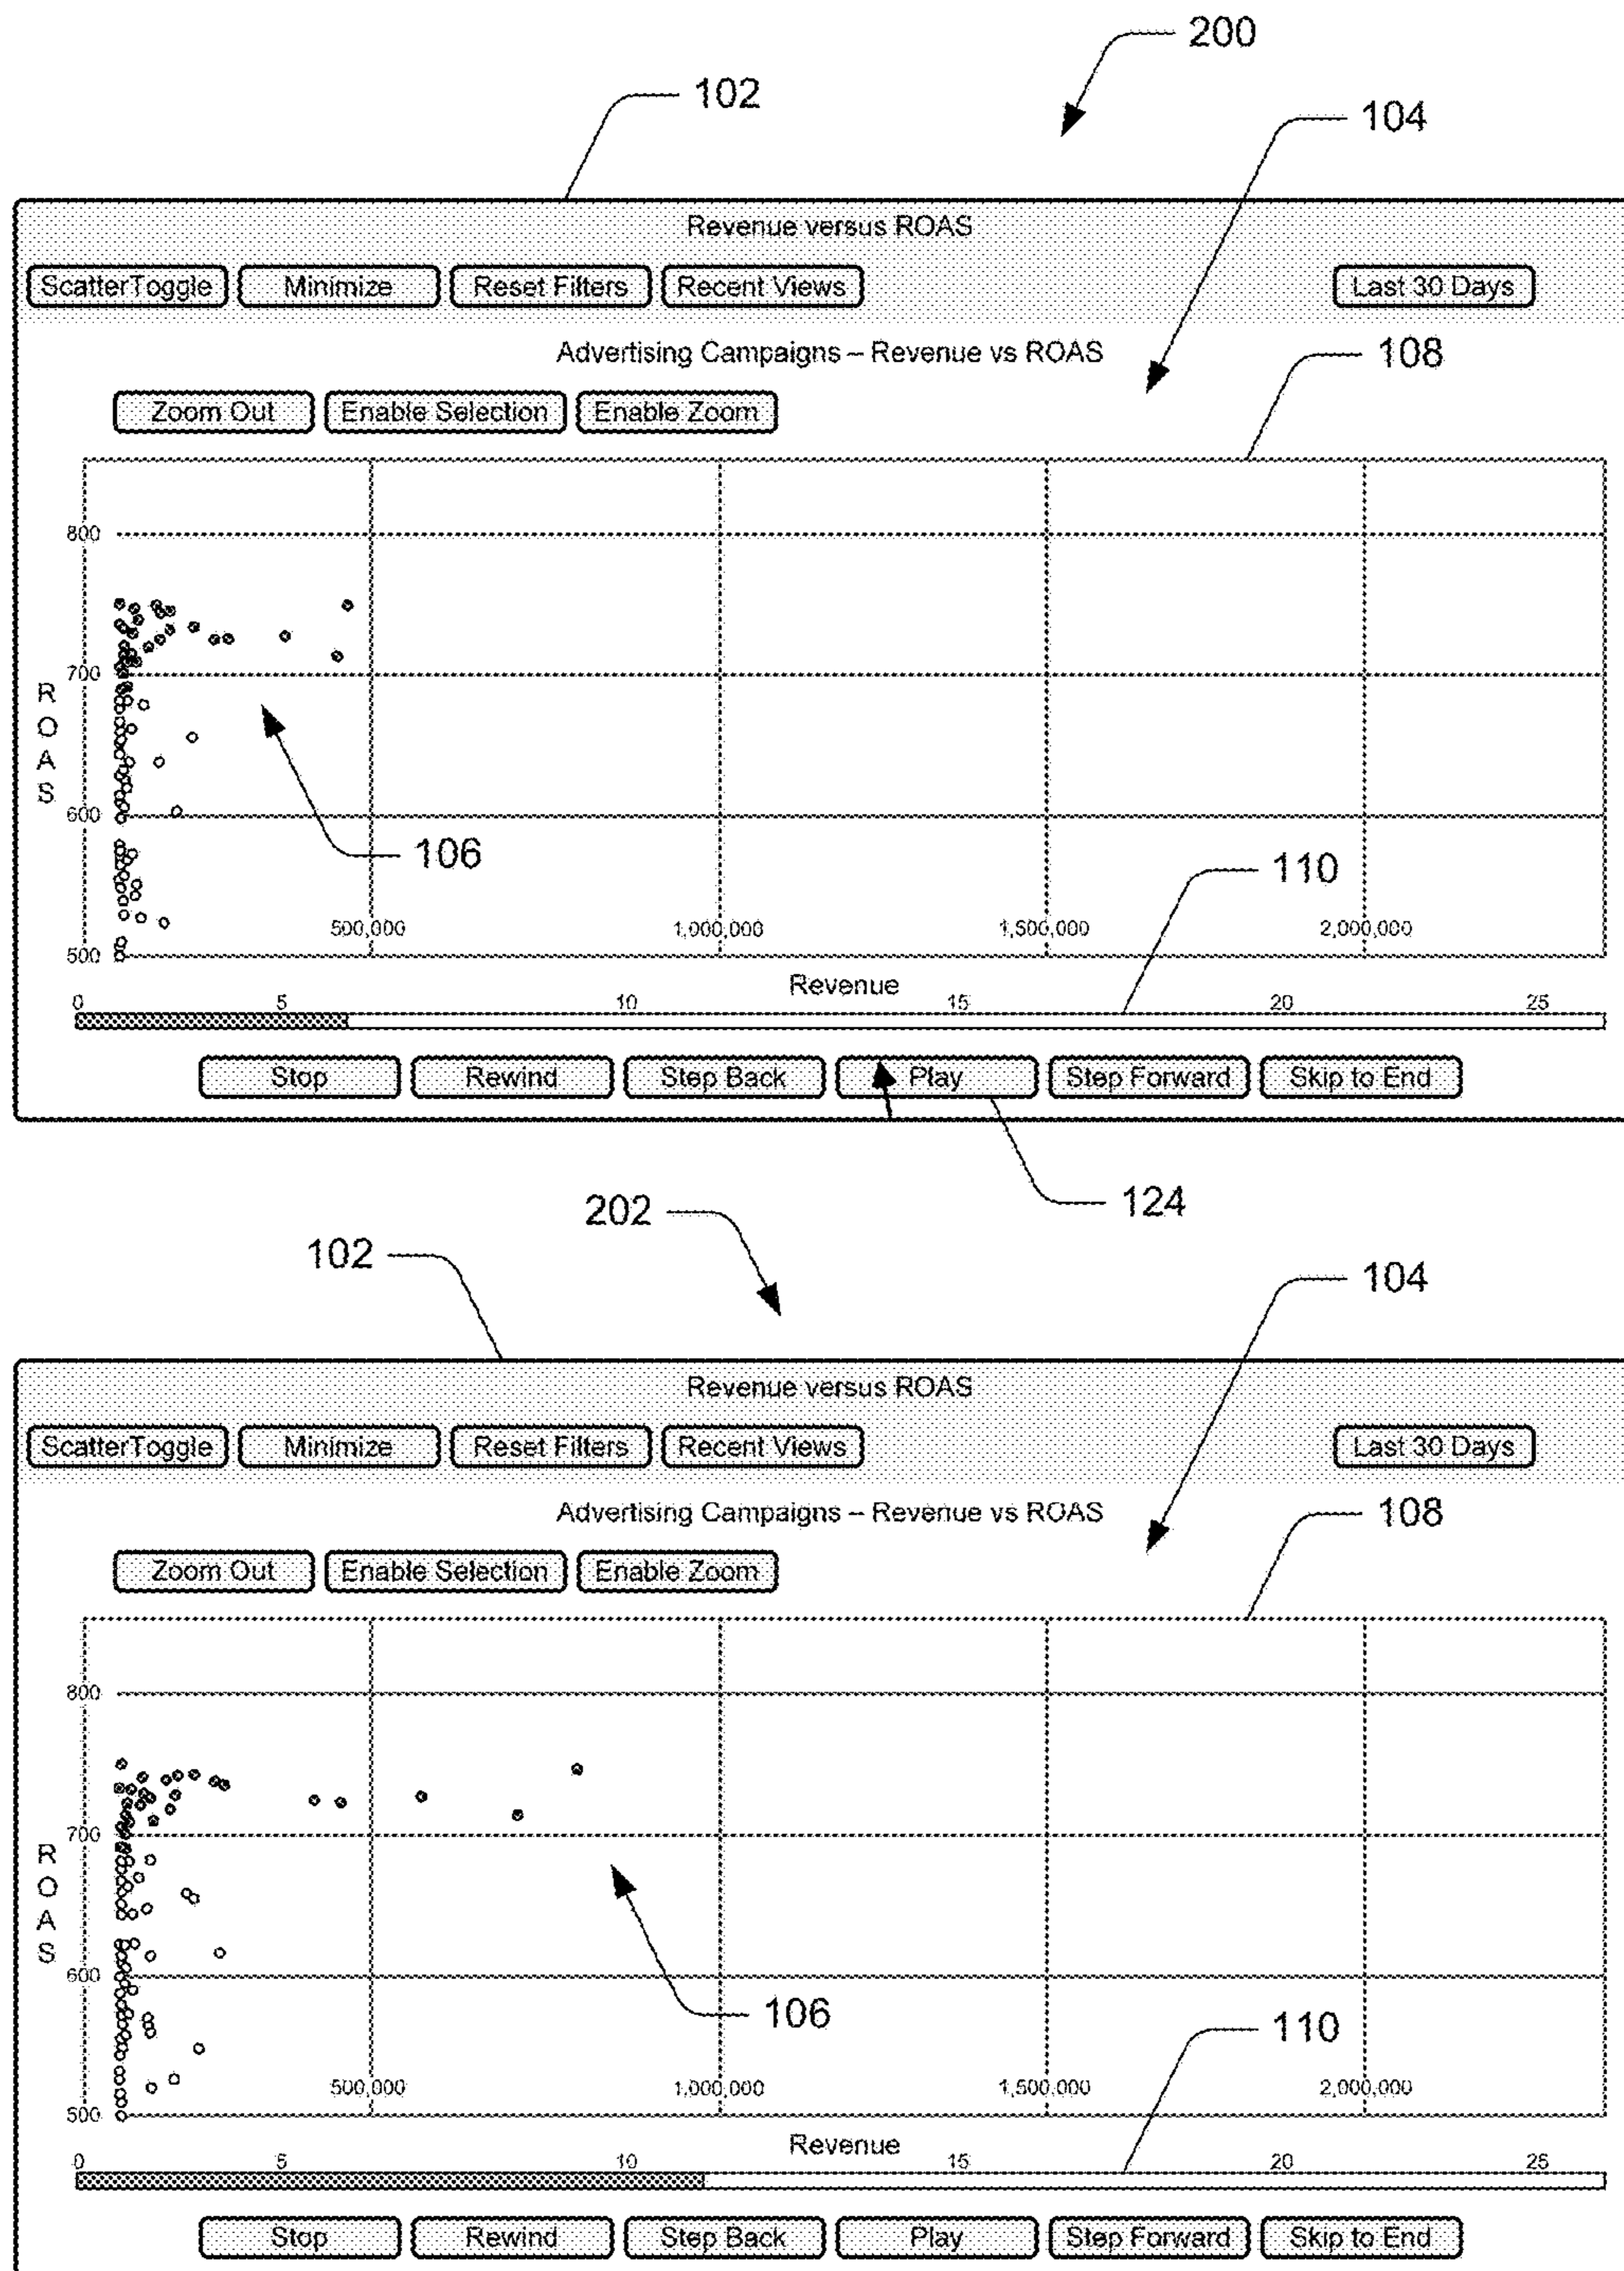 200
102
104
Revenue versus ROAS
ScatterToggle Minimize Reset Filters Recent Views Last 30 Days
Advertising Campaigns – Revenue vs ROAS
108
Zoom Out Enable Selection Enable Zoom
800
700
ROAS
600
106
110
500,000 1,000,000 1,500,000 2,000,000
500
Revenue
0 5 10 15 20 25
Stop Rewind Step Back Play Step Forward Skip to End
124
202
102
104
Revenue versus ROAS
ScatterToggle Minimize Reset Filters Recent Views Last 30 Days
Advertising Campaigns – Revenue vs ROAS
108
Zoom Out Enable Selection Enable Zoom
800
700
ROAS
600
106
110
500,000 1,000,000 1,500,000 2,000,000
500
Revenue
0 5 10 15 20 25
Stop Rewind Step Back Play Step Forward Skip to End